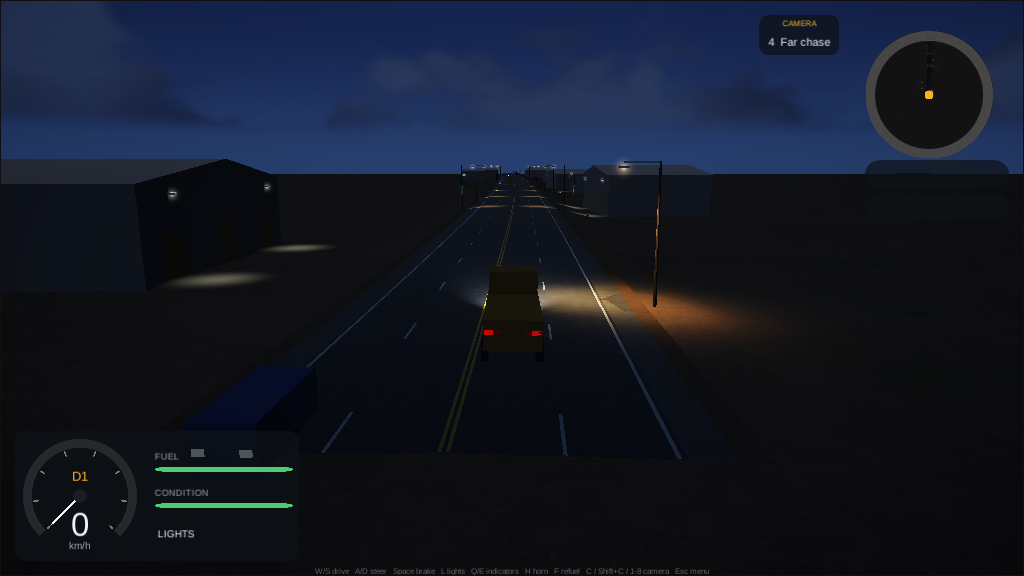 CAMERA
4 Far chase
D1
0
km/h
FUEL
CONDITION
LIGHTS
W/S drive A/D steer Space brake L lights Q/E indicators H horn F refuel C / Shift+C / 1-8 camera Esc menu